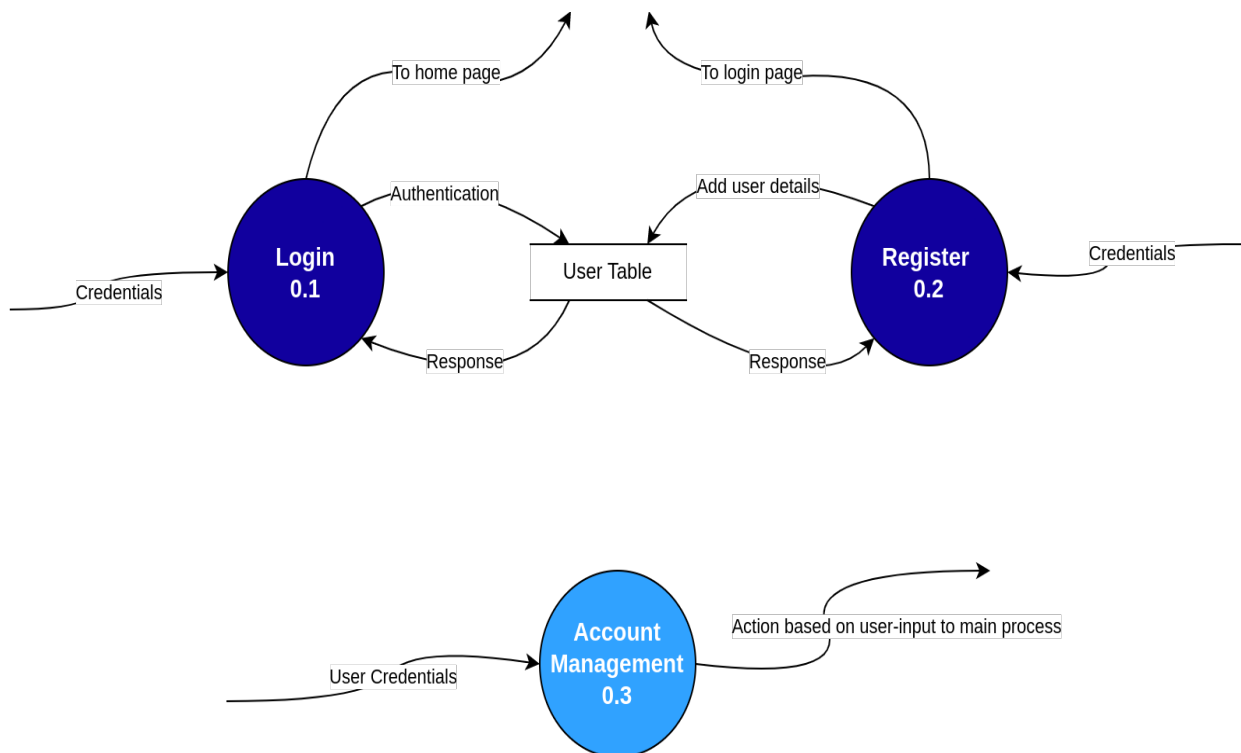 To home page
To login page
Authentication
Add user details
Login
0.1
User Table
Register
0.2
Credentials
Credentials
Response
Response
Account
Management
0.3
Action based on user-input to main process
User Credentials